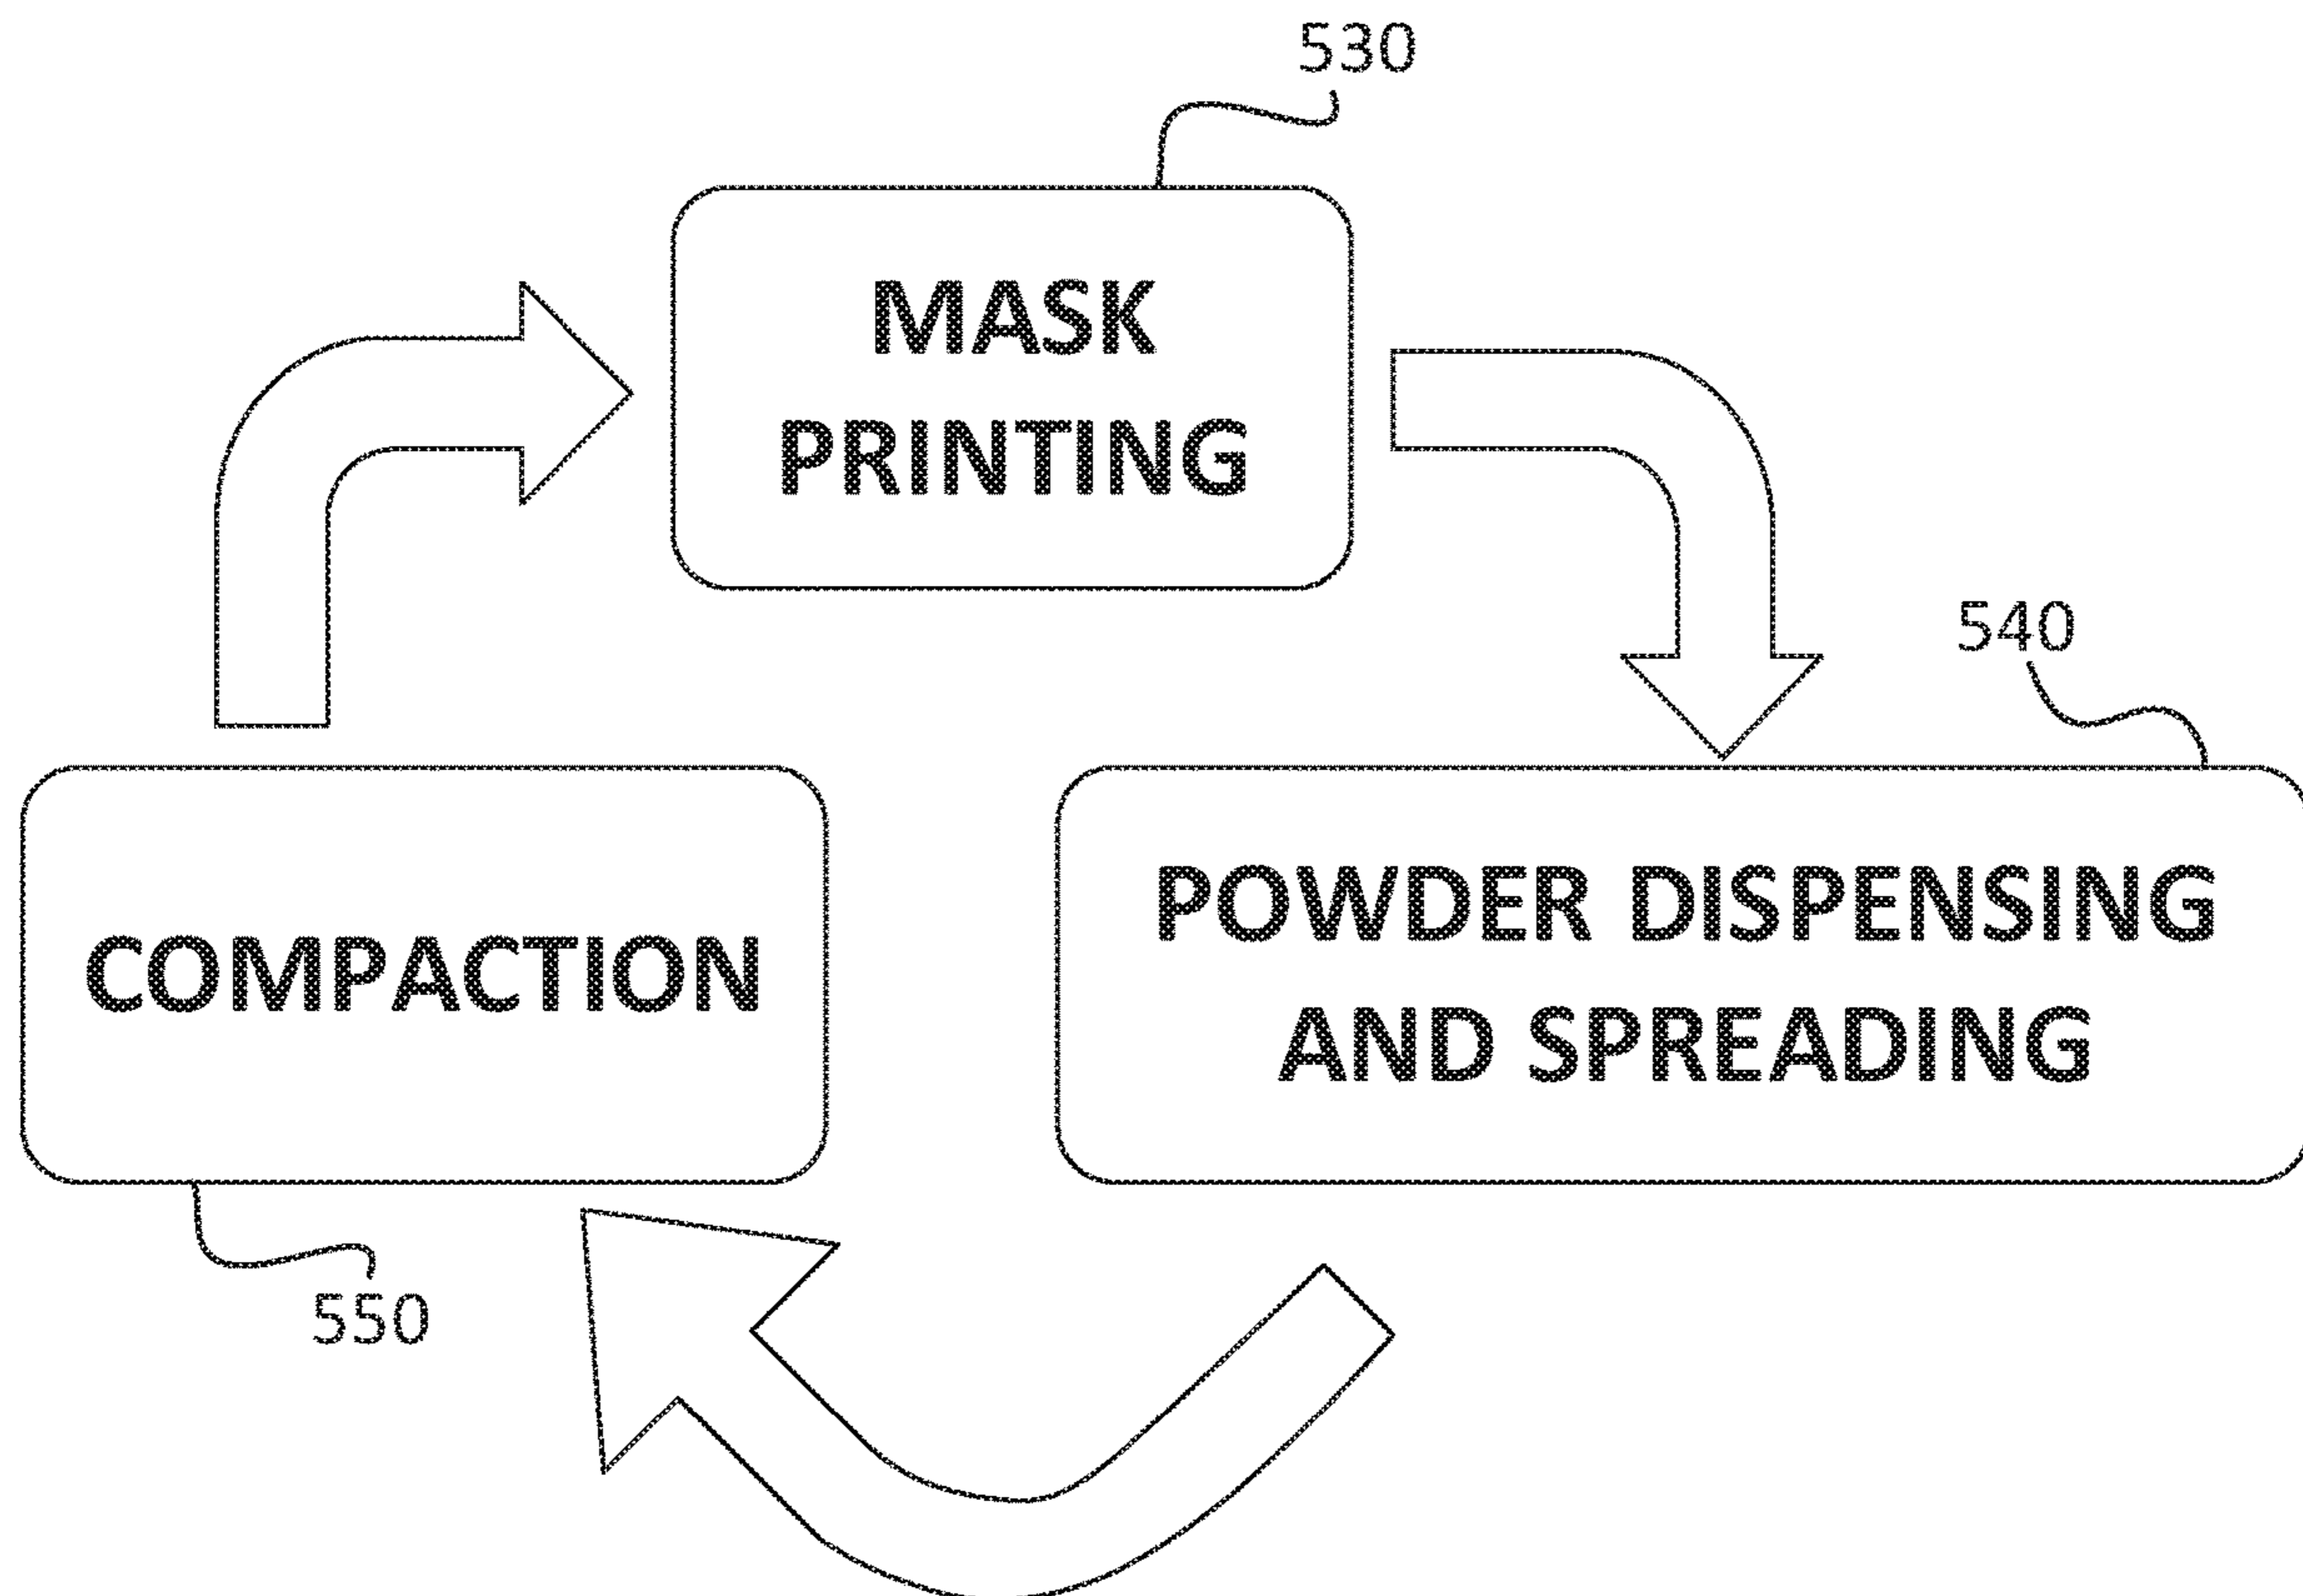 530
MASK
PRINTING
540
POWDER DISPENSING
AND SPREADING
COMPACTION
550